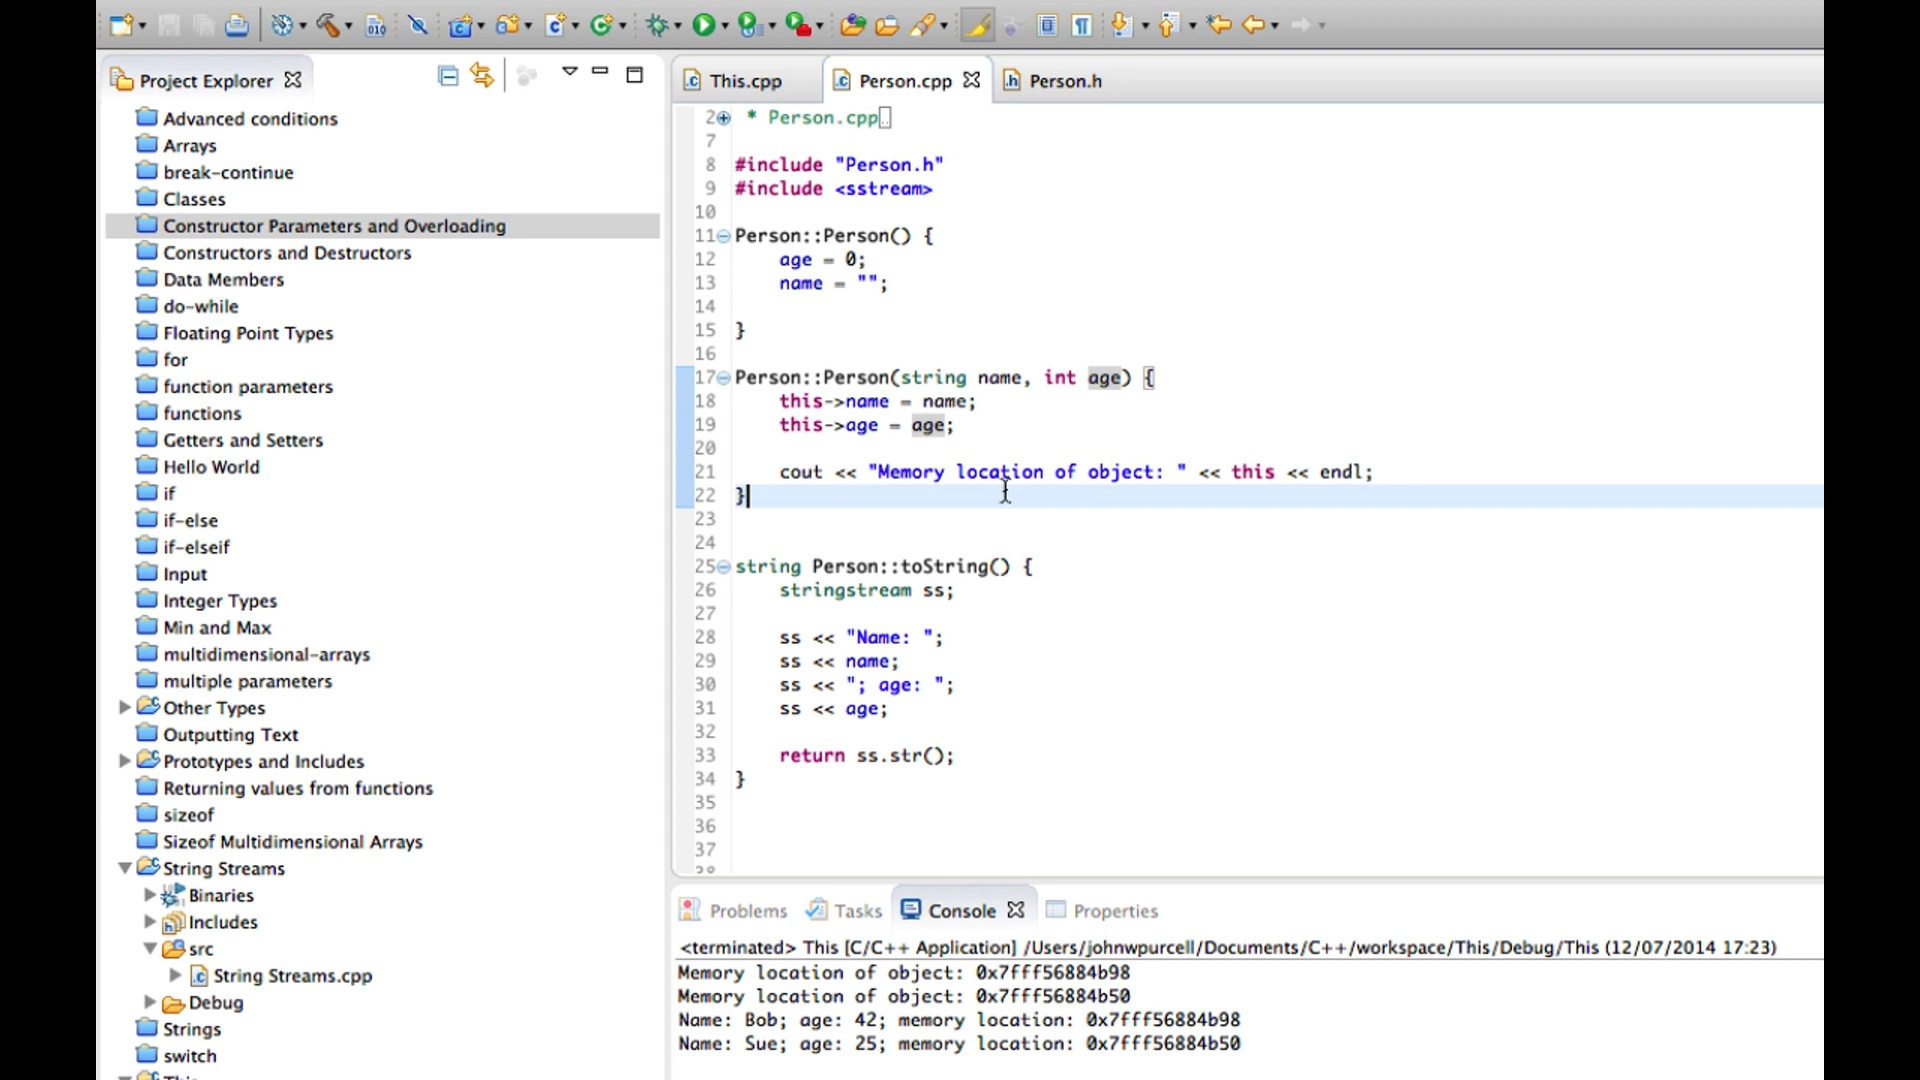 Project Explorer
Advanced conditions
Arrays
break-continue
Classes
Constructor Parameters and Overloading
Constructors and Destructors
Data Members
do-while
Floating Point Types
for
function parameters
functions
Getters and Setters
Hello World
if
if-else
if-elseif
Input
Integer Types
Min and Max
multidimensional-arrays
multiple parameters
Other Types
Outputting Text
Prototypes and Includes
Returning values from functions
sizeof
Sizeof Multidimensional Arrays
String Streams
Binaries
Includes
src
String Streams.cpp
Debug
Strings
switch
This.cpp Person.cpp Person.h
2 * Person.cpp
7
8 #include "Person.h"
9 #include <sstream>
10
11 Person::Person() {
12 age = 0;
13 name = "";
14
15 }
16
17 Person::Person(string name, int age) {
18 this->name = name;
19 this->age = age;
20
21 cout << "Memory location of object: " << this << endl;
22 }
23
24
25 string Person::toString() {
26 stringstream ss;
27
28 ss << "Name: ";
29 ss << name;
30 ss << "; age: ";
31 ss << age;
32
33 return ss.str();
34 }
35
36
37
Problems Tasks Console Properties
<terminated> This [C/C++ Application] /Users/johnwpurcell/Documents/C++/workspace/This/Debug/This (12/07/2014 17:23)
Memory location of object: 0x7fff56884b98
Memory location of object: 0x7fff56884b50
Name: Bob; age: 42; memory location: 0x7fff56884b98
Name: Sue; age: 25; memory location: 0x7fff56884b50